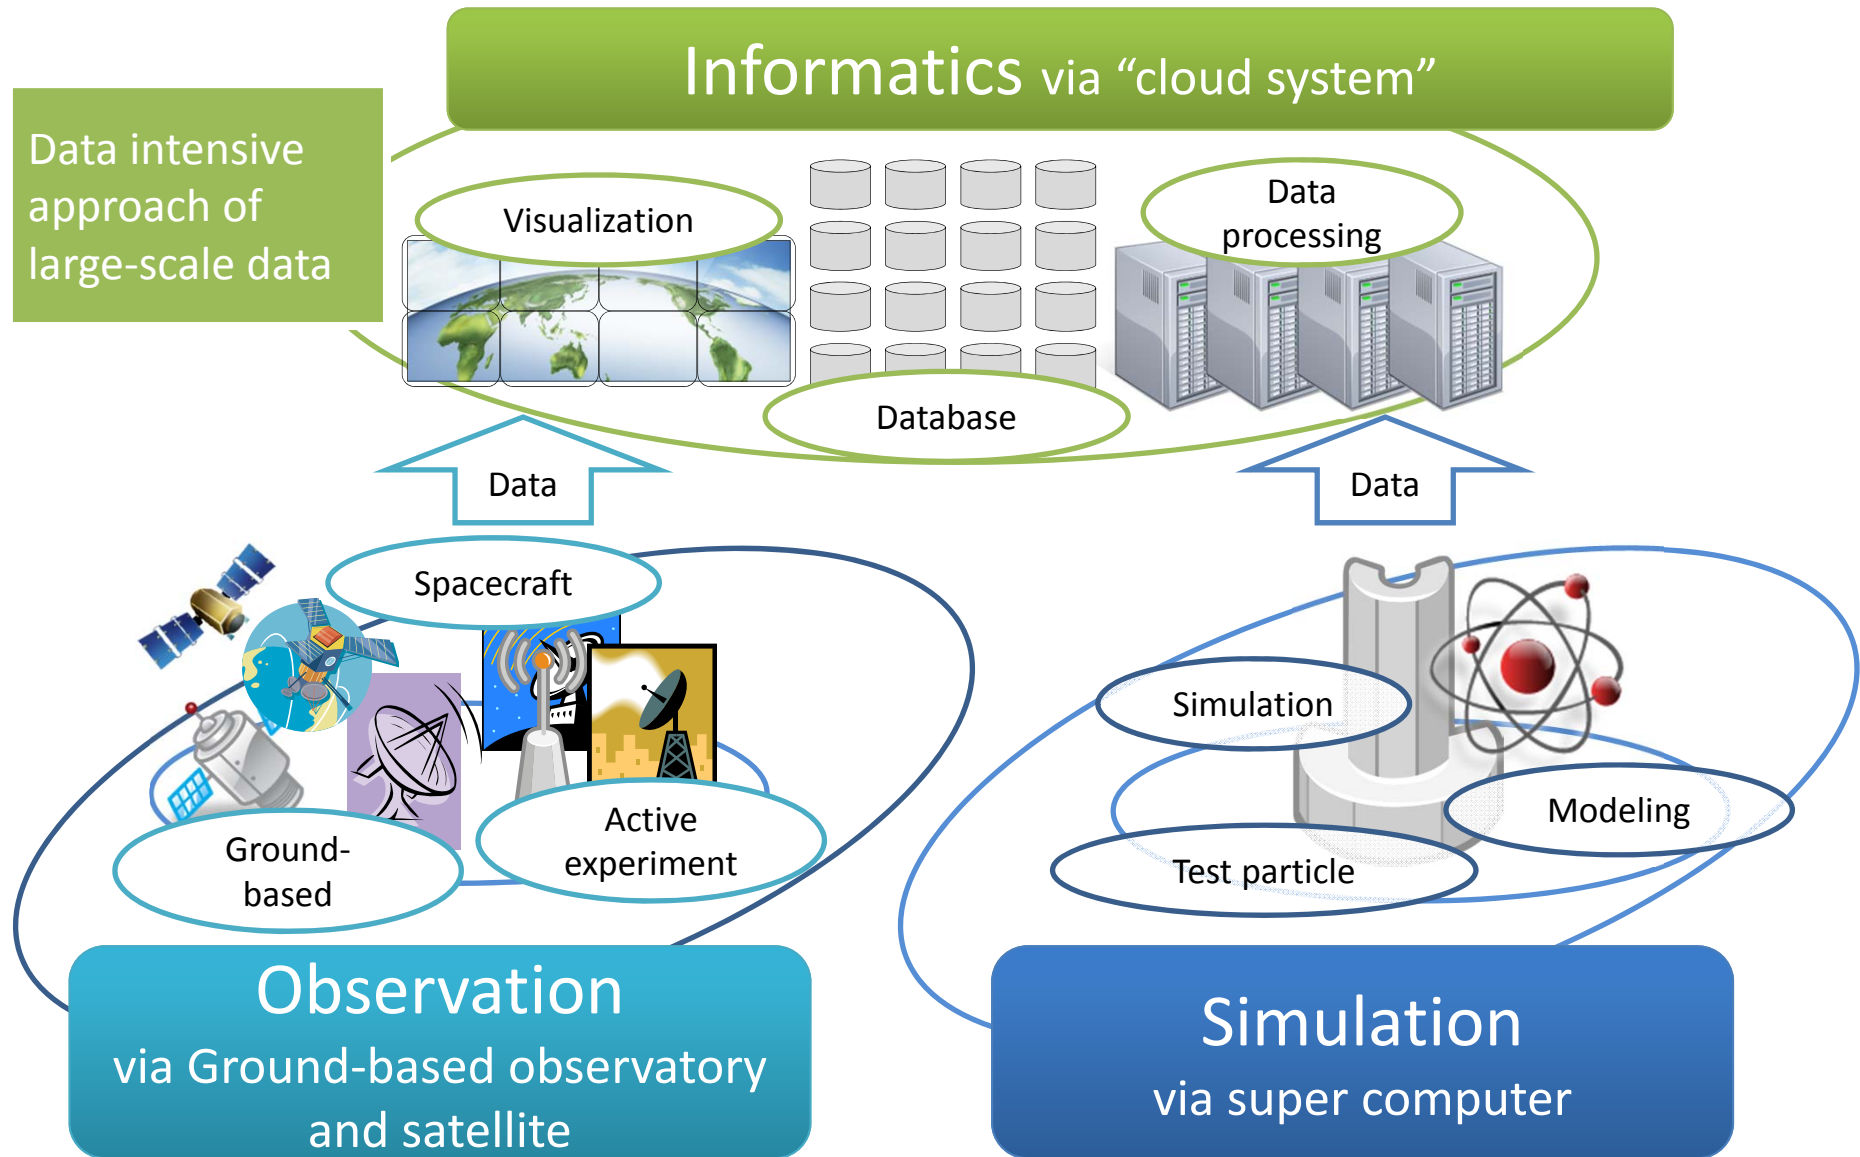 Informatics via “cloud system”
Data intensive
approach of
large-scale data
Visualization
Data
processing
Database
Data
Data
Spacecraft
Ground-
based
Active
experiment
Simulation
Modeling
Test particle
Observation
via Ground-based observatory
and satellite
Simulation
via super computer